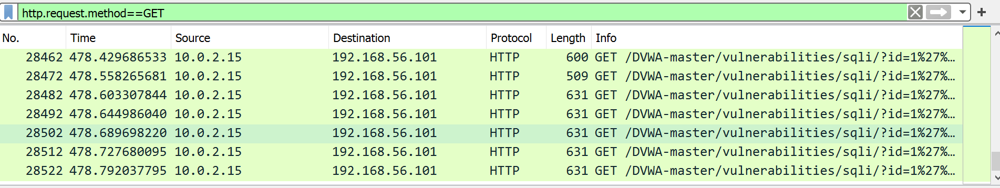 http.request.method==GET
No. Time Source Destination Protocol Length Info
28462 478.429686533 10.0.2.15 192.168.56.101 HTTP 600 GET /DVWA-master/vulnerabilities/sqli/?id=1%27%…
28472 478.558265681 10.0.2.15 192.168.56.101 HTTP 509 GET /DVWA-master/vulnerabilities/sqli/?id=1%27%…
28482 478.603307844 10.0.2.15 192.168.56.101 HTTP 631 GET /DVWA-master/vulnerabilities/sqli/?id=1%27%…
28492 478.644986040 10.0.2.15 192.168.56.101 HTTP 631 GET /DVWA-master/vulnerabilities/sqli/?id=1%27%…
28502 478.689698220 10.0.2.15 192.168.56.101 HTTP 631 GET /DVWA-master/vulnerabilities/sqli/?id=1%27%…
28512 478.727680095 10.0.2.15 192.168.56.101 HTTP 631 GET /DVWA-master/vulnerabilities/sqli/?id=1%27%…
28522 478.792037795 10.0.2.15 192.168.56.101 HTTP 631 GET /DVWA-master/vulnerabilities/sqli/?id=1%27%…